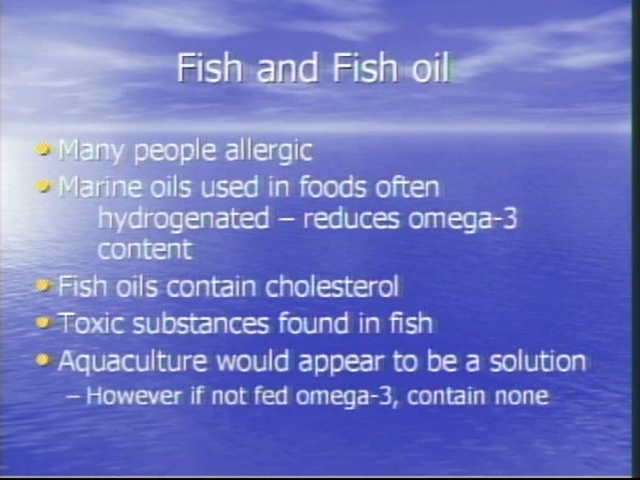 Fish and Fish oil
• Many people allergic
• Marine oils used in foods often
hydrogenated – reduces omega-3
content
• Fish oils contain cholesterol
• Toxic substances found in fish
• Aquaculture would appear to be a solution
– However if not fed omega-3, contain none